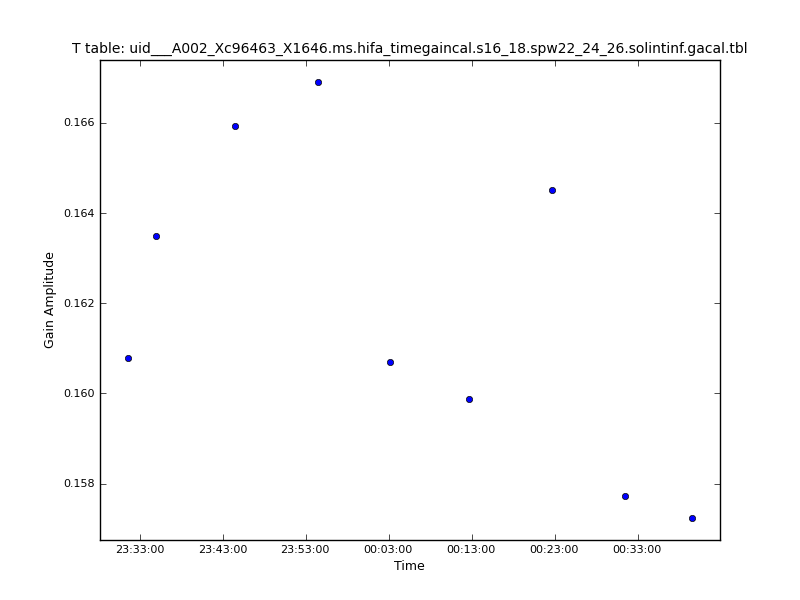 T table: uid___A002_Xc96463_X1646.ms.hifa_timegaincal.s16_18.spw22_24_26.solintinf.gacal.tbl
0.166
0.164
0.162
0.160
0.158
Gain Amplitude
23:33:00 23:43:00 23:53:00 00:03:00 00:13:00 00:23:00 00:33:00
Time